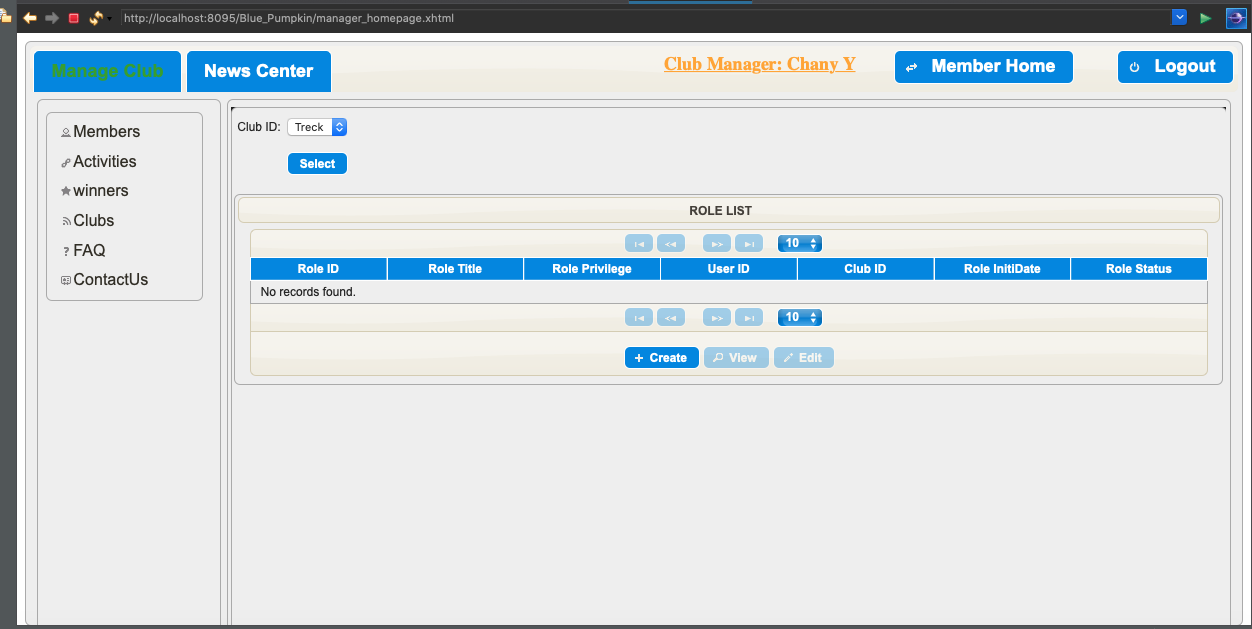 http://localhost:8095/Blue_Pumpkin/manager_homepage.xhtml
Manage Club
News Center
Club Manager: Chany Y
Member Home
Logout
Members
Activities
winners
Clubs
FAQ
ContactUs
Club ID: Treck
Select
ROLE LIST
10
Role ID Role Title Role Privilege User ID Club ID Role InitlDate Role Status
No records found.
10
Create View Edit